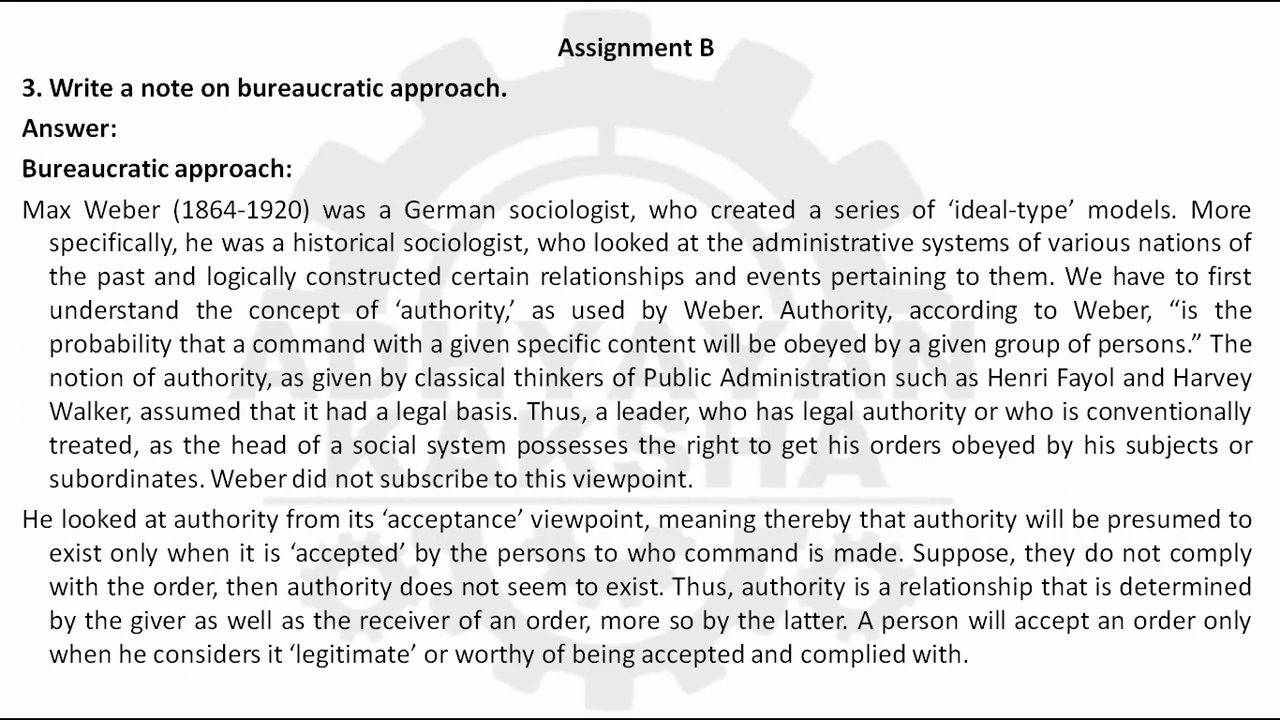 Assignment B
3. Write a note on bureaucratic approach.
Answer:
Bureaucratic approach:
Max Weber (1864-1920) was a German sociologist, who created a series of ‘ideal-type’ models. More
specifically, he was a historical sociologist, who looked at the administrative systems of various nations of
the past and logically constructed certain relationships and events pertaining to them. We have to first
understand the concept of ‘authority,’ as used by Weber. Authority, according to Weber, “is the
probability that a command with a given specific content will be obeyed by a given group of persons.” The
notion of authority, as given by classical thinkers of Public Administration such as Henri Fayol and Harvey
Walker, assumed that it had a legal basis. Thus, a leader, who has legal authority or who is conventionally
treated, as the head of a social system possesses the right to get his orders obeyed by his subjects or
subordinates. Weber did not subscribe to this viewpoint.
He looked at authority from its ‘acceptance’ viewpoint, meaning thereby that authority will be presumed to
exist only when it is ‘accepted’ by the persons to who command is made. Suppose, they do not comply
with the order, then authority does not seem to exist. Thus, authority is a relationship that is determined
by the giver as well as the receiver of an order, more so by the latter. A person will accept an order only
when he considers it ‘legitimate’ or worthy of being accepted and complied with.
ADHYAYAN
KAKSHA